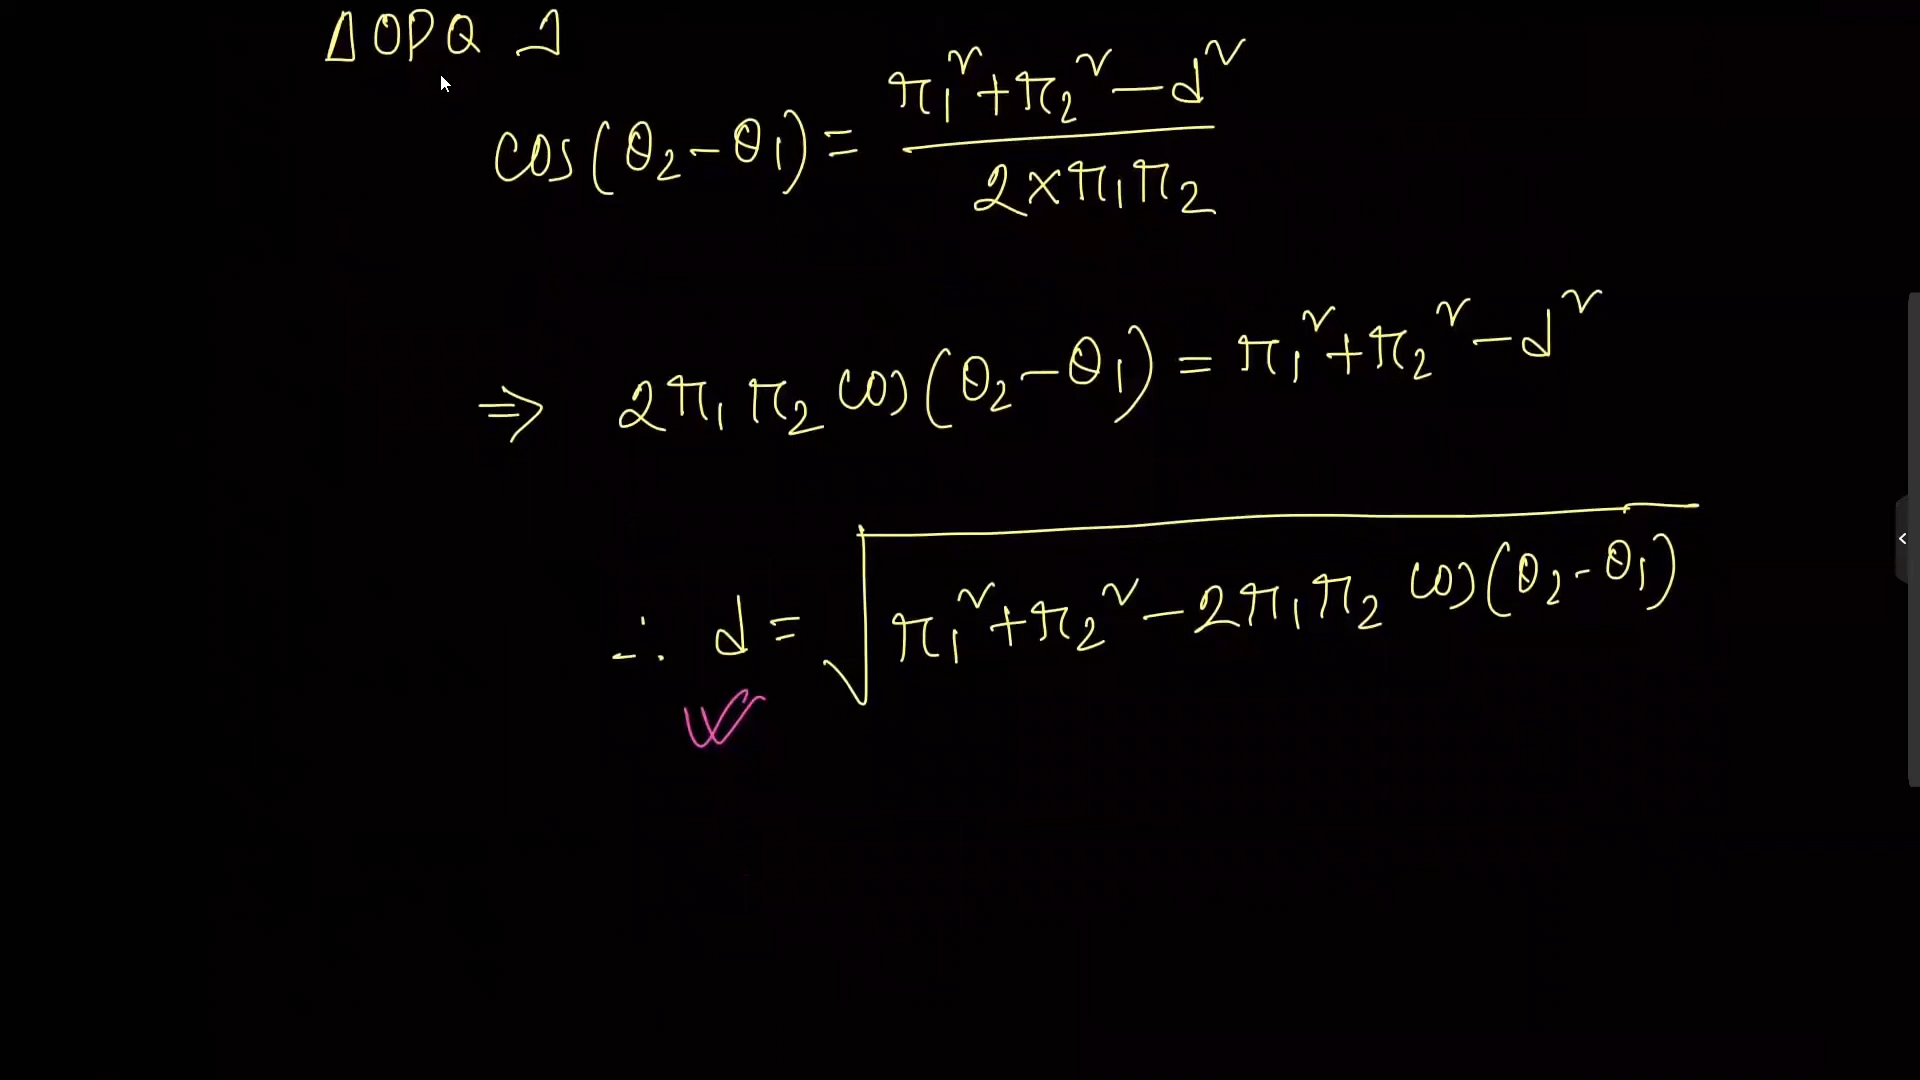 ΔOPQ এ
cos(θ₂-θ₁) = (r₁²+r₂²-d²)/(2×r₁r₂)
⇒ 2r₁r₂ cos(θ₂-θ₁) = r₁²+r₂²-d²
∴ d = √(r₁²+r₂²-2r₁r₂ cos(θ₂-θ₁))